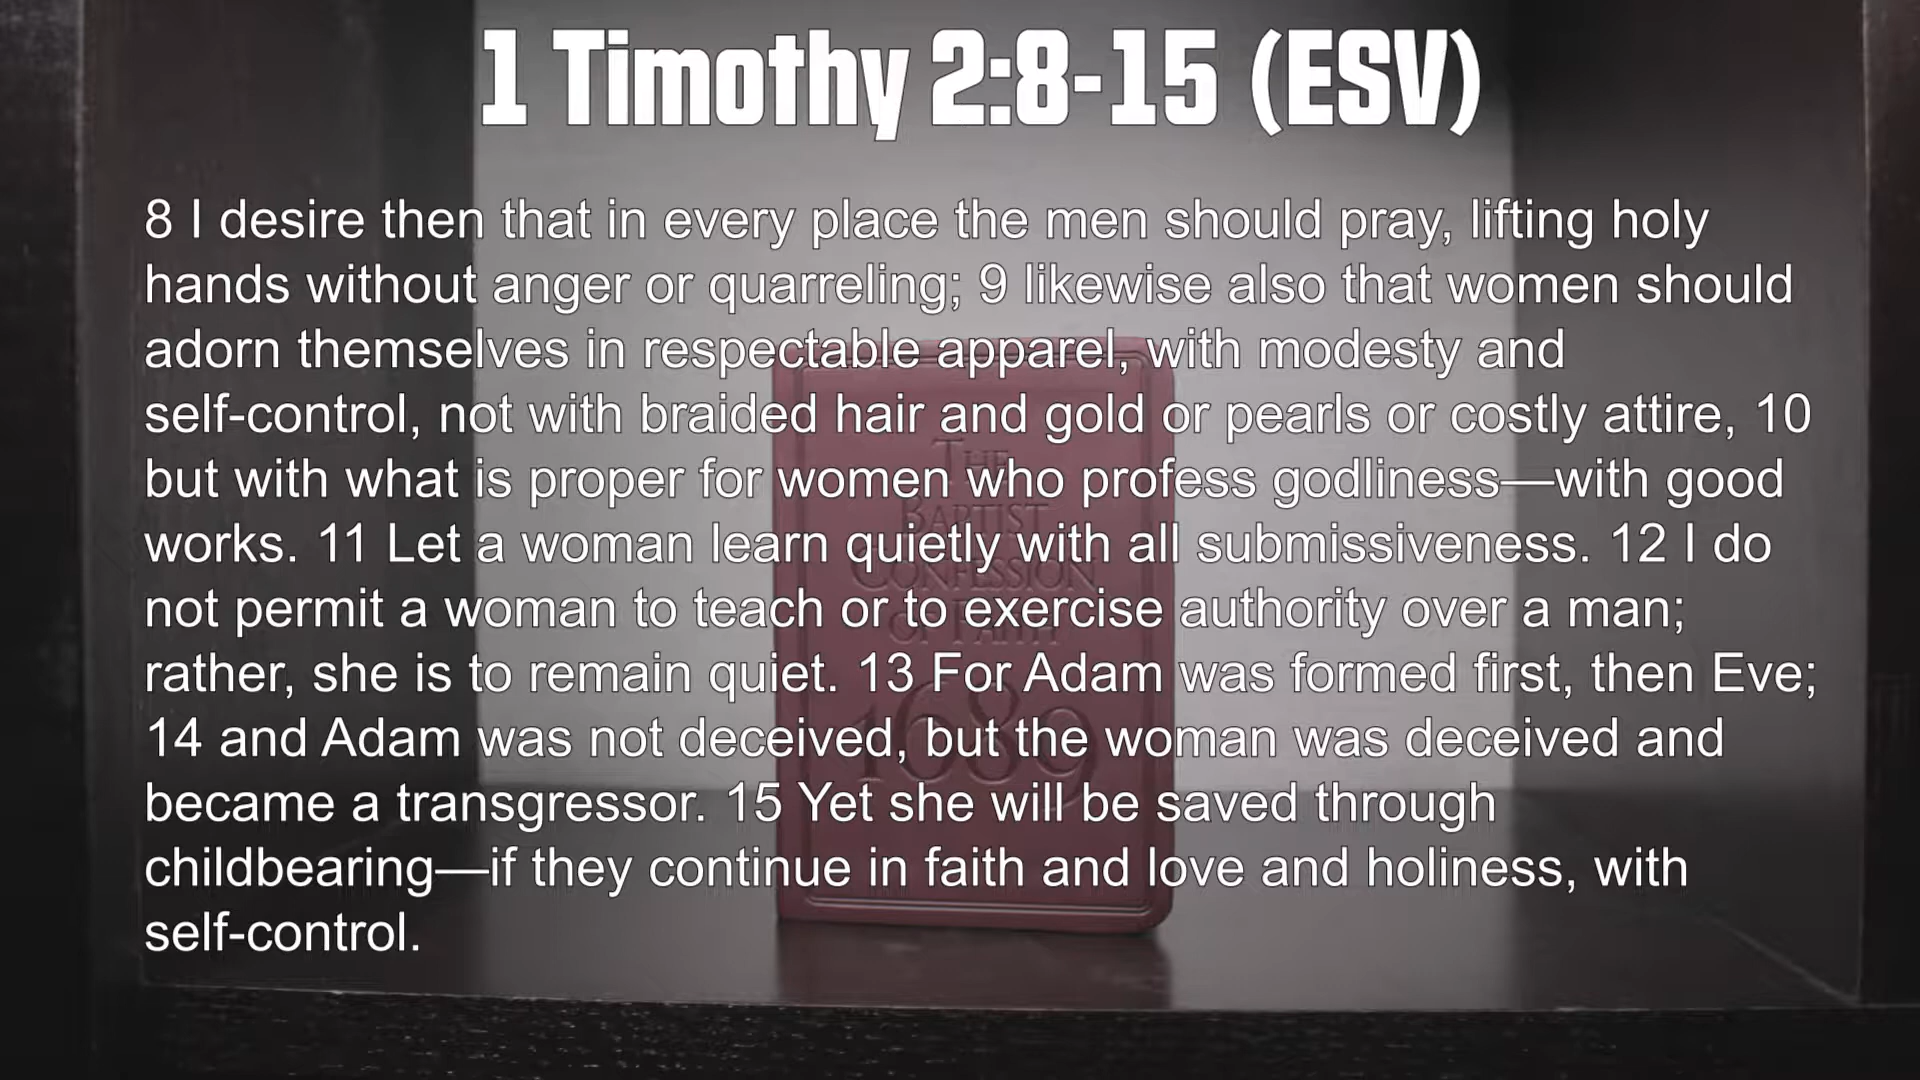 1 Timothy 2:8-15 (ESV)
8 I desire then that in every place the men should pray, lifting holy
hands without anger or quarreling; 9 likewise also that women should
adorn themselves in respectable apparel, with modesty and
self-control, not with braided hair and gold or pearls or costly attire, 10
but with what is proper for women who profess godliness—with good
works. 11 Let a woman learn quietly with all submissiveness. 12 I do
not permit a woman to teach or to exercise authority over a man;
rather, she is to remain quiet. 13 For Adam was formed first, then Eve;
14 and Adam was not deceived, but the woman was deceived and
became a transgressor. 15 Yet she will be saved through
childbearing—if they continue in faith and love and holiness, with
self-control.
THE
BAPTIST
CONFESSION
OF FAITH
1689